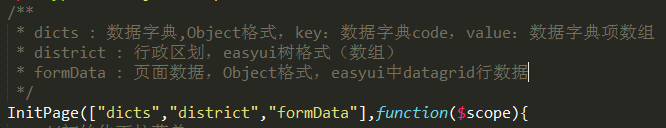 /**
* dicts : 数据字典,Object格式，key：数据字典code，value：数据字典项数组
* district : 行政区划，easyui树格式（数组）
* formData : 页面数据，Object格式，easyui中datagrid行数据
*/
InitPage(["dicts","district","formData"],function($scope){